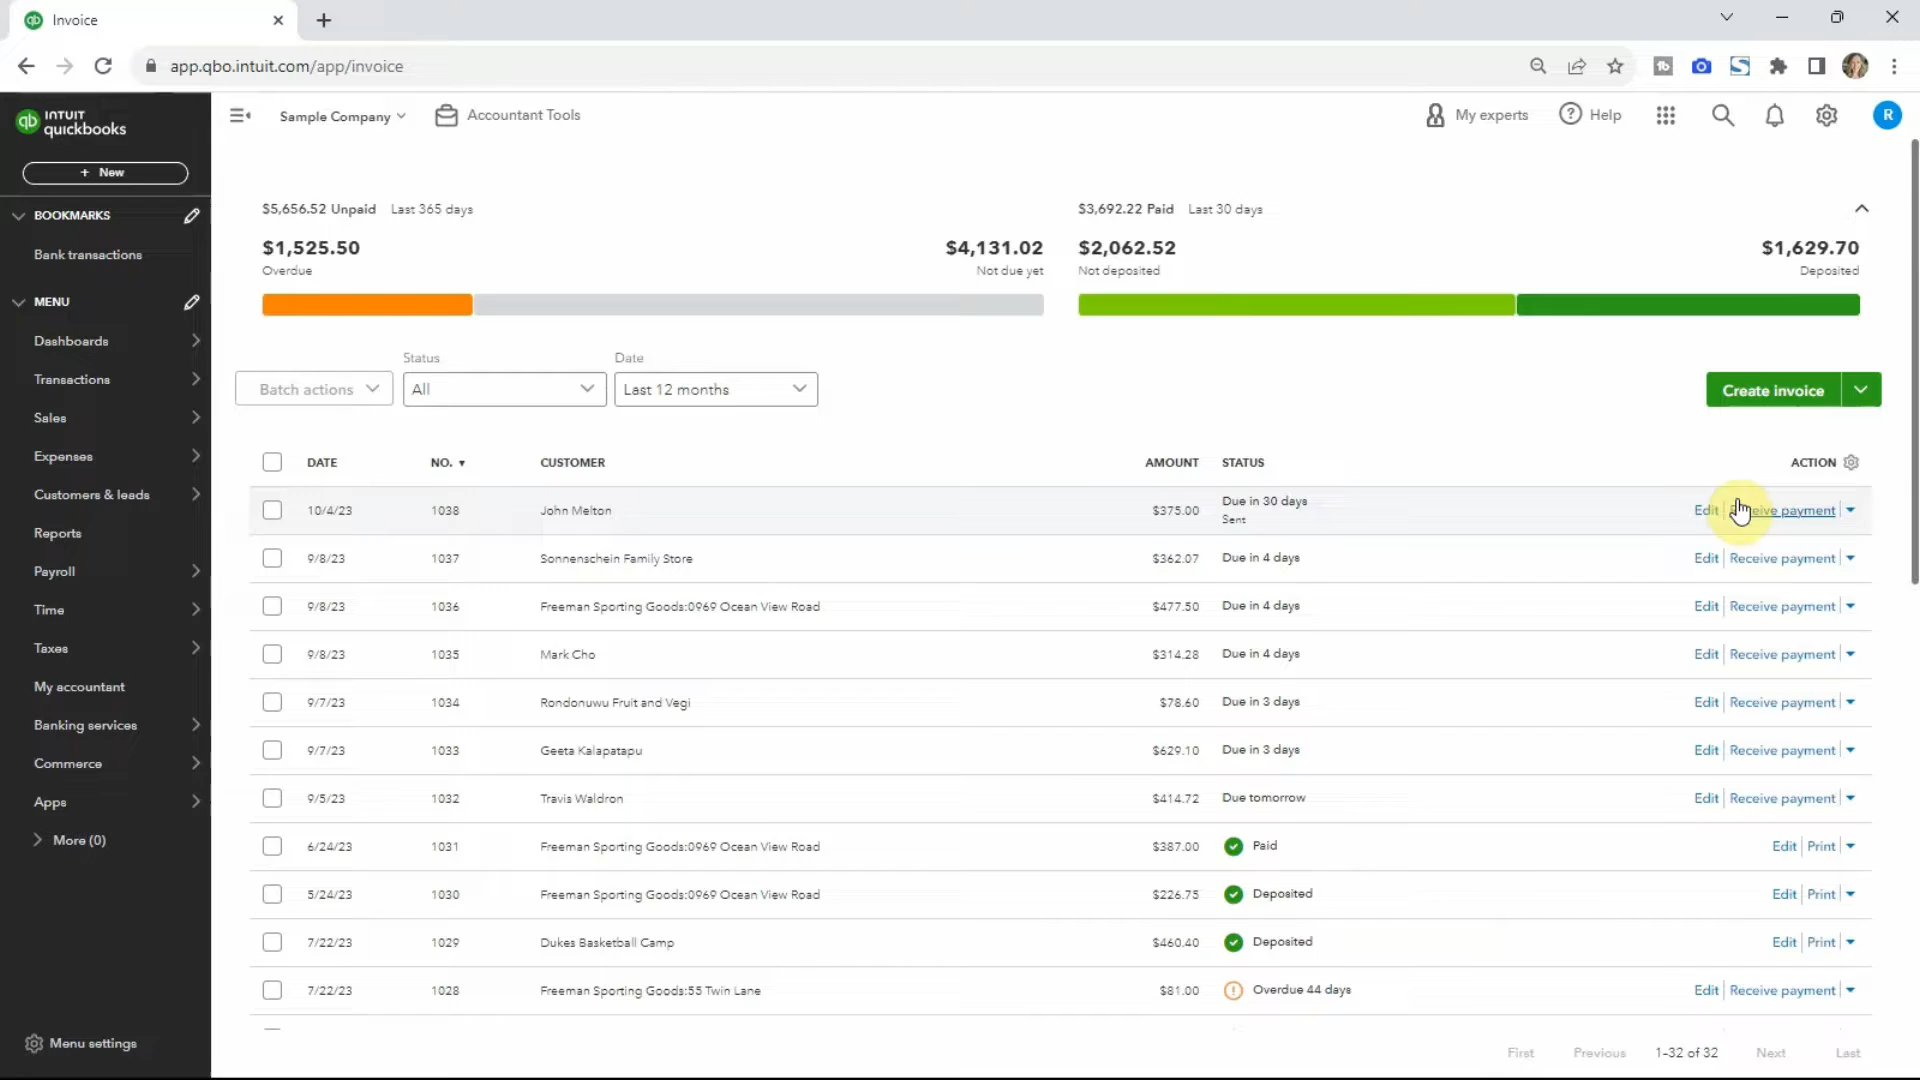 Invoice
app.qbo.intuit.com/app/invoice
INTUIT
quickbooks
Sample Company
Accountant Tools
My experts
Help
R
+ New
BOOKMARKS
Bank transactions
MENU
Dashboards
Transactions
Sales
Expenses
Customers & leads
Reports
Payroll
Time
Taxes
My accountant
Banking services
Commerce
Apps
More (0)
Menu settings
$5,656.52 Unpaid Last 365 days
$3,692.22 Paid Last 30 days
$1,525.50 $4,131.02 $2,062.52 $1,629.70
Overdue Not due yet Not deposited Deposited
Status Date
Batch actions All Last 12 months Create invoice
DATE NO. ▼ CUSTOMER AMOUNT STATUS ACTION
10/4/23 1038 John Melton $375.00 Due in 30 days Edit Receive payment
Sent
9/8/23 1037 Sonnenschein Family Store $362.07 Due in 4 days Edit Receive payment
9/8/23 1036 Freeman Sporting Goods:0969 Ocean View Road $477.50 Due in 4 days Edit Receive payment
9/8/23 1035 Mark Cho $314.28 Due in 4 days Edit Receive payment
9/7/23 1034 Rondonuwu Fruit and Vegi $78.60 Due in 3 days Edit Receive payment
9/7/23 1033 Geeta Kalapatapu $629.10 Due in 3 days Edit Receive payment
9/5/23 1032 Travis Waldron $414.72 Due tomorrow Edit Receive payment
6/24/23 1031 Freeman Sporting Goods:0969 Ocean View Road $387.00 Paid Edit Print
5/24/23 1030 Freeman Sporting Goods:0969 Ocean View Road $226.75 Deposited Edit Print
7/22/23 1029 Dukes Basketball Camp $460.40 Deposited Edit Print
7/22/23 1028 Freeman Sporting Goods:55 Twin Lane $81.00 Overdue 44 days Edit Receive payment
First Previous 1-32 of 32 Next Last